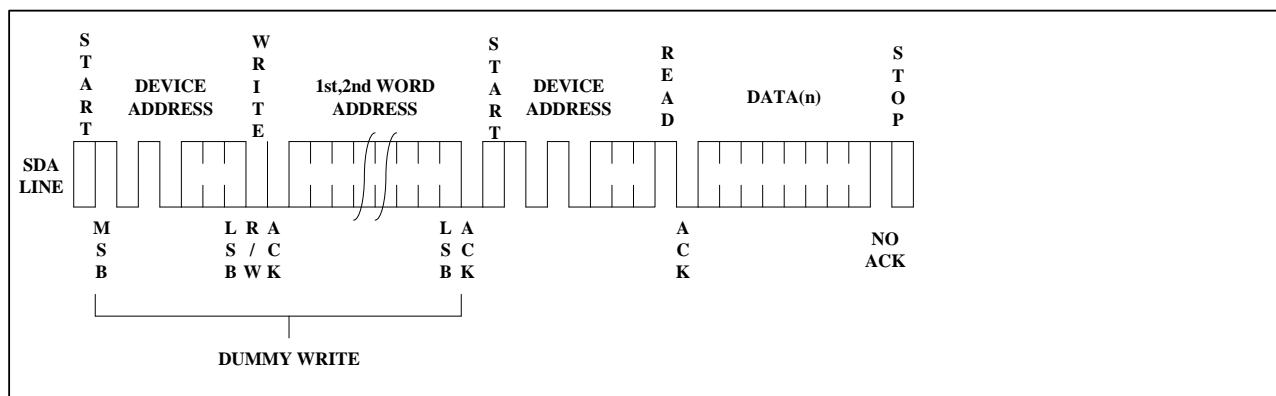 START
WRITE
START
READ
STOP
DEVICE
ADDRESS
1st,2nd WORD
ADDRESS
DEVICE
ADDRESS
DATA(n)
SDA
LINE
MSB
LSB
R/W
ACK
LSB
ACK
ACK
NO
ACK
DUMMY WRITE